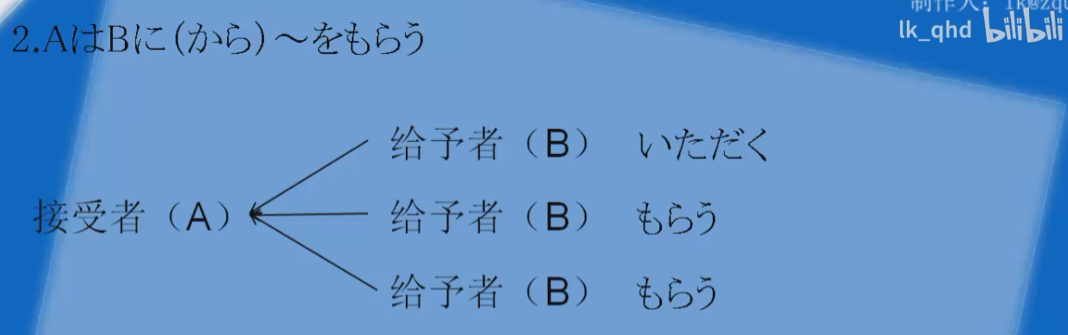 制作人: lk@zqu
lk_qhd bilibili
2.AはBに(から)～をもらう
给予者（B） いただく
接受者（A） 给予者（B） もらう
给予者（B） もらう